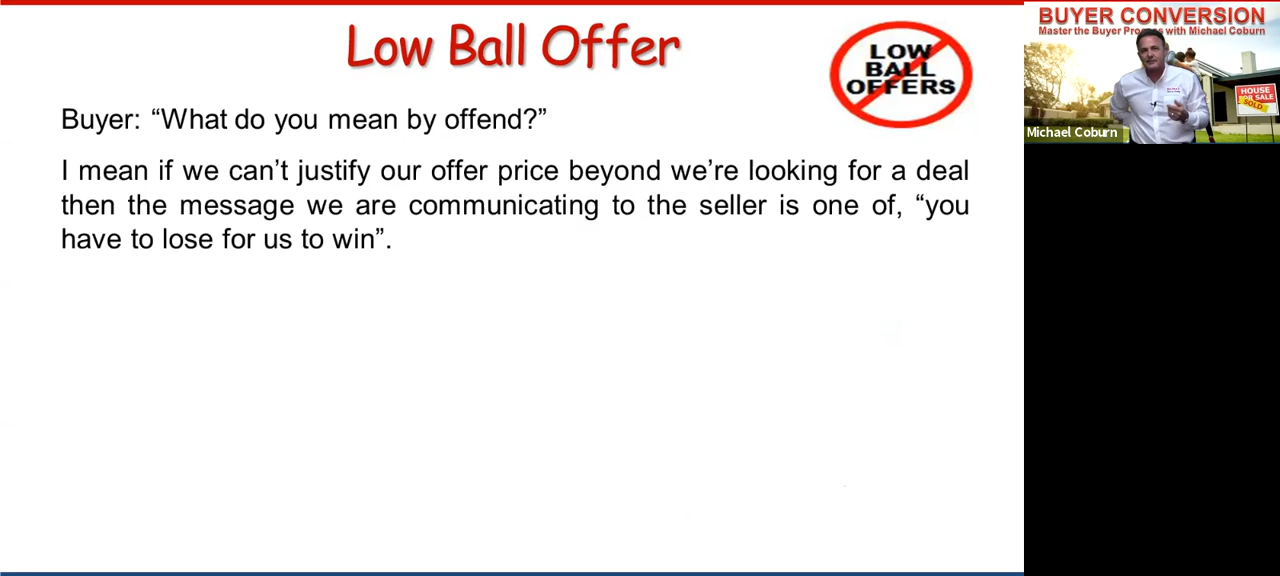 Low Ball Offer
LOW
BALL
OFFERS
Buyer: “What do you mean by offend?”
I mean if we can’t justify our offer price beyond we’re looking for a deal
then the message we are communicating to the seller is one of, “you
have to lose for us to win”.
BUYER CONVERSION
Master the Buyer with Michael Coburn
HOUSE
FOR SALE
SOLD
Michael Coburn